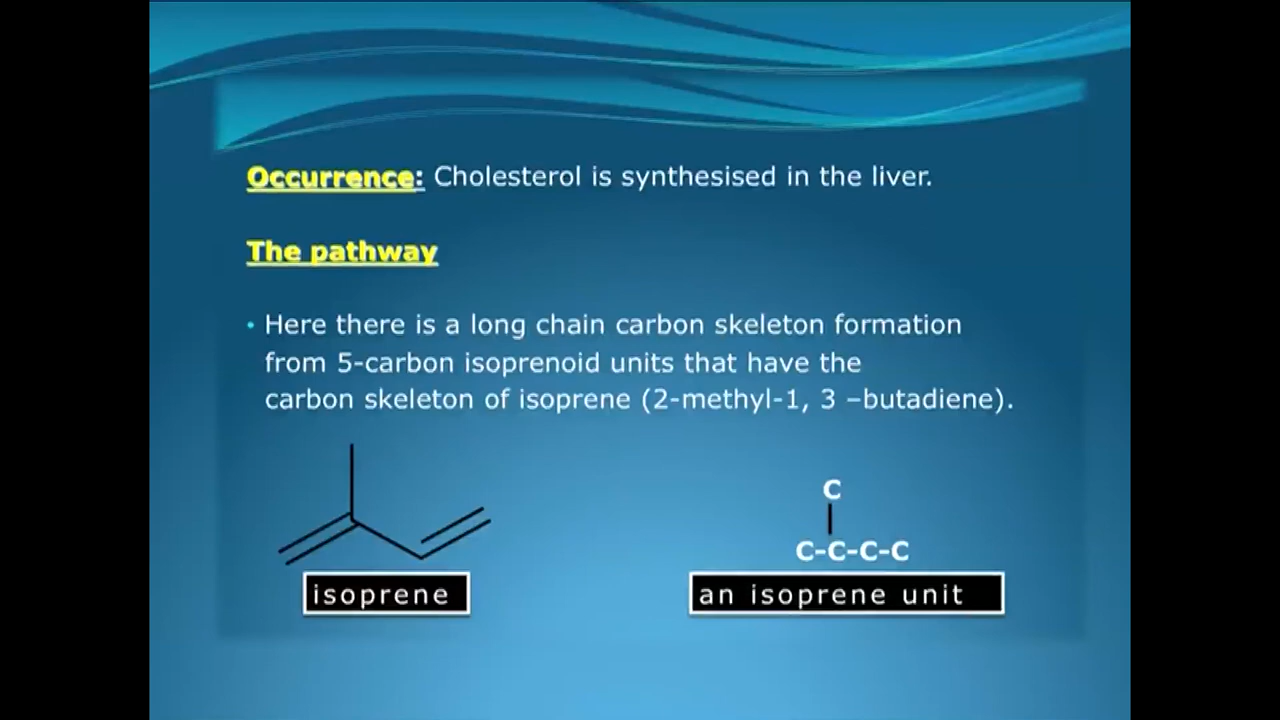 Occurrence: Cholesterol is synthesised in the liver.
The pathway
• Here there is a long chain carbon skeleton formation
from 5-carbon isoprenoid units that have the
carbon skeleton of isoprene (2-methyl-1, 3 –butadiene).
C
C-C-C-C
isoprene
an isoprene unit